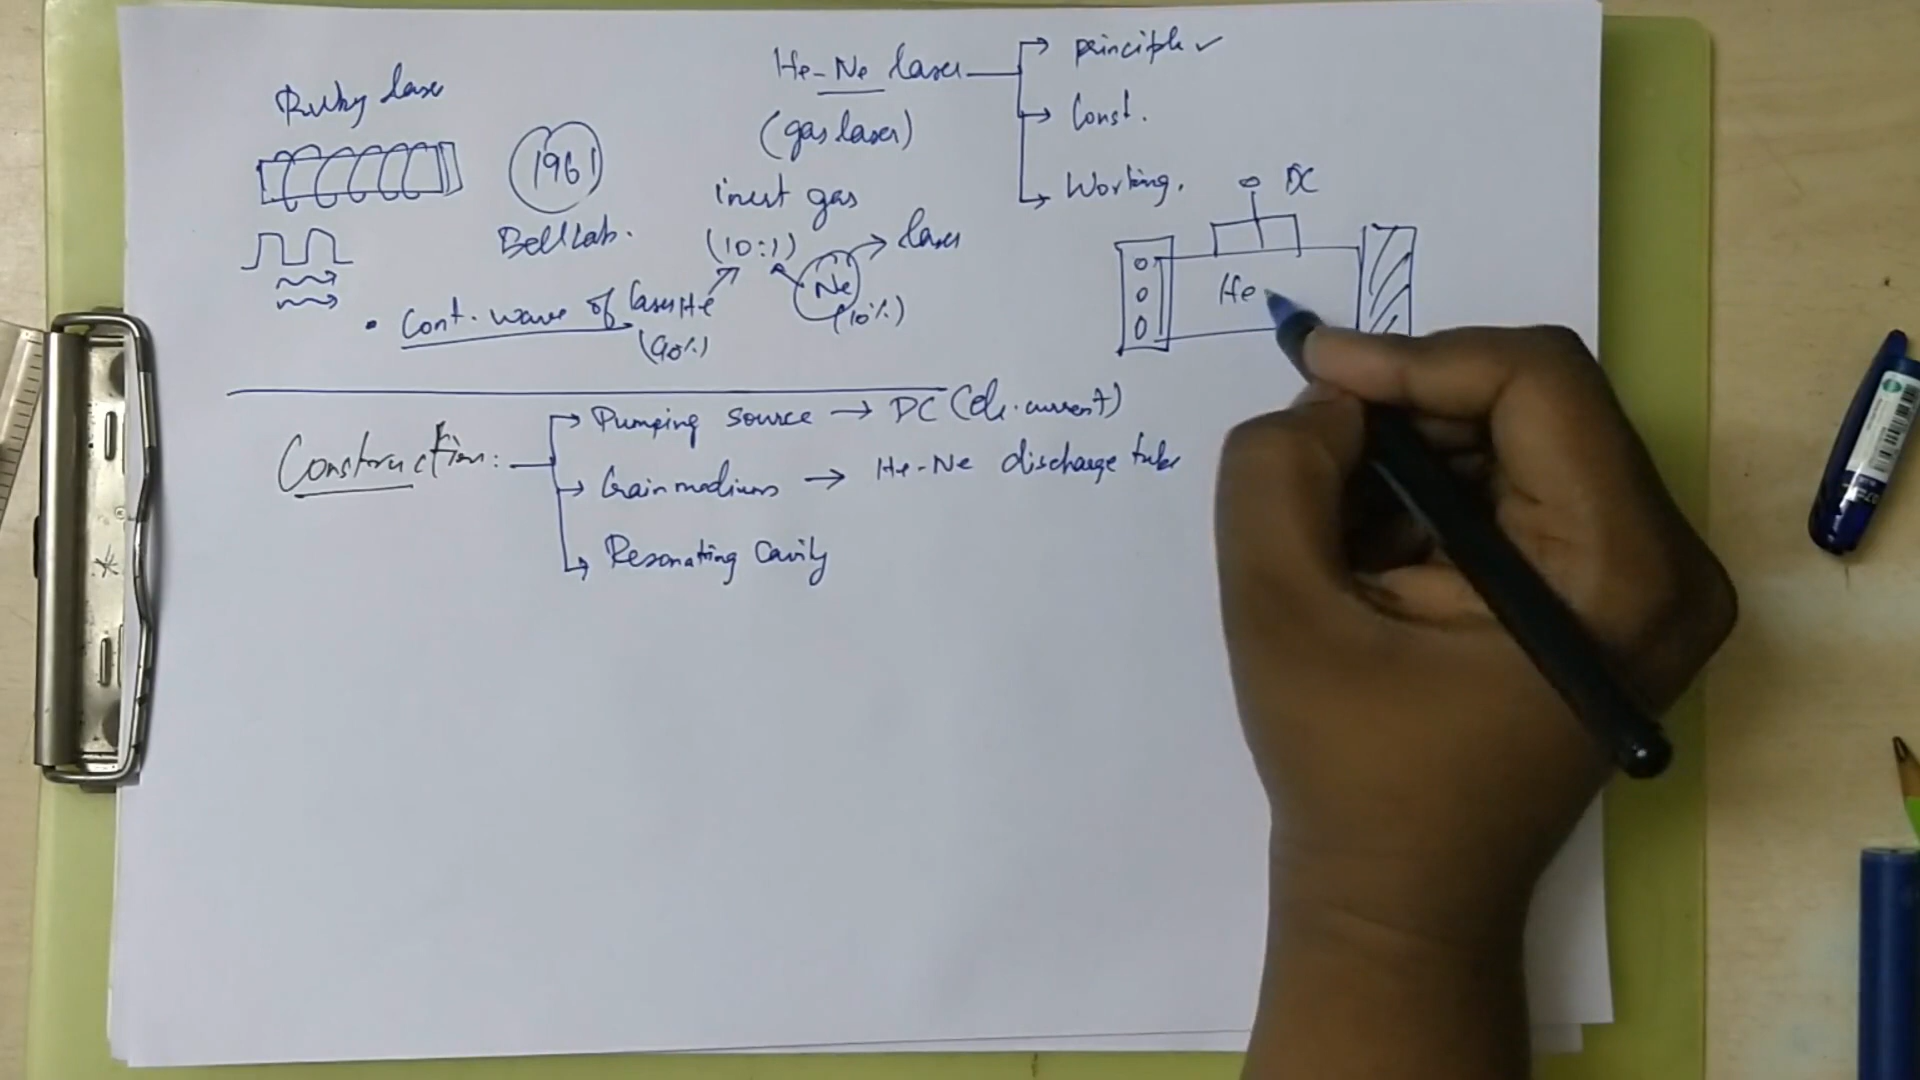 Ruby laser
1961
Bell Lab.
He-Ne laser
(gas laser)
principle ✓
Const.
Working.
inert gas
(10:1)
Ne
(10%)
laser
• Cont. wave of laser
He
(90%)
DC
He
Construction:
Pumping source → DC (ele. current)
Gain medium → He-Ne discharge tube
Resonating Cavity